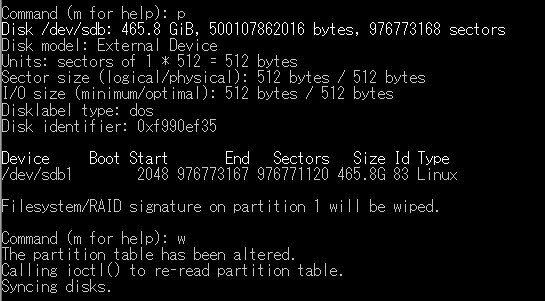 Command (m for help): p
Disk /dev/sdb: 465.8 GiB, 500107862016 bytes, 976773168 sectors
Disk model: External Device
Units: sectors of 1 * 512 = 512 bytes
Sector size (logical/physical): 512 bytes / 512 bytes
I/O size (minimum/optimal): 512 bytes / 512 bytes
Disklabel type: dos
Disk identifier: 0xf990ef35
Device     Boot Start       End   Sectors   Size Id Type
/dev/sdb1        2048 976773167 976771120 465.8G 83 Linux
Filesystem/RAID signature on partition 1 will be wiped.
Command (m for help): w
The partition table has been altered.
Calling ioctl() to re-read partition table.
Syncing disks.